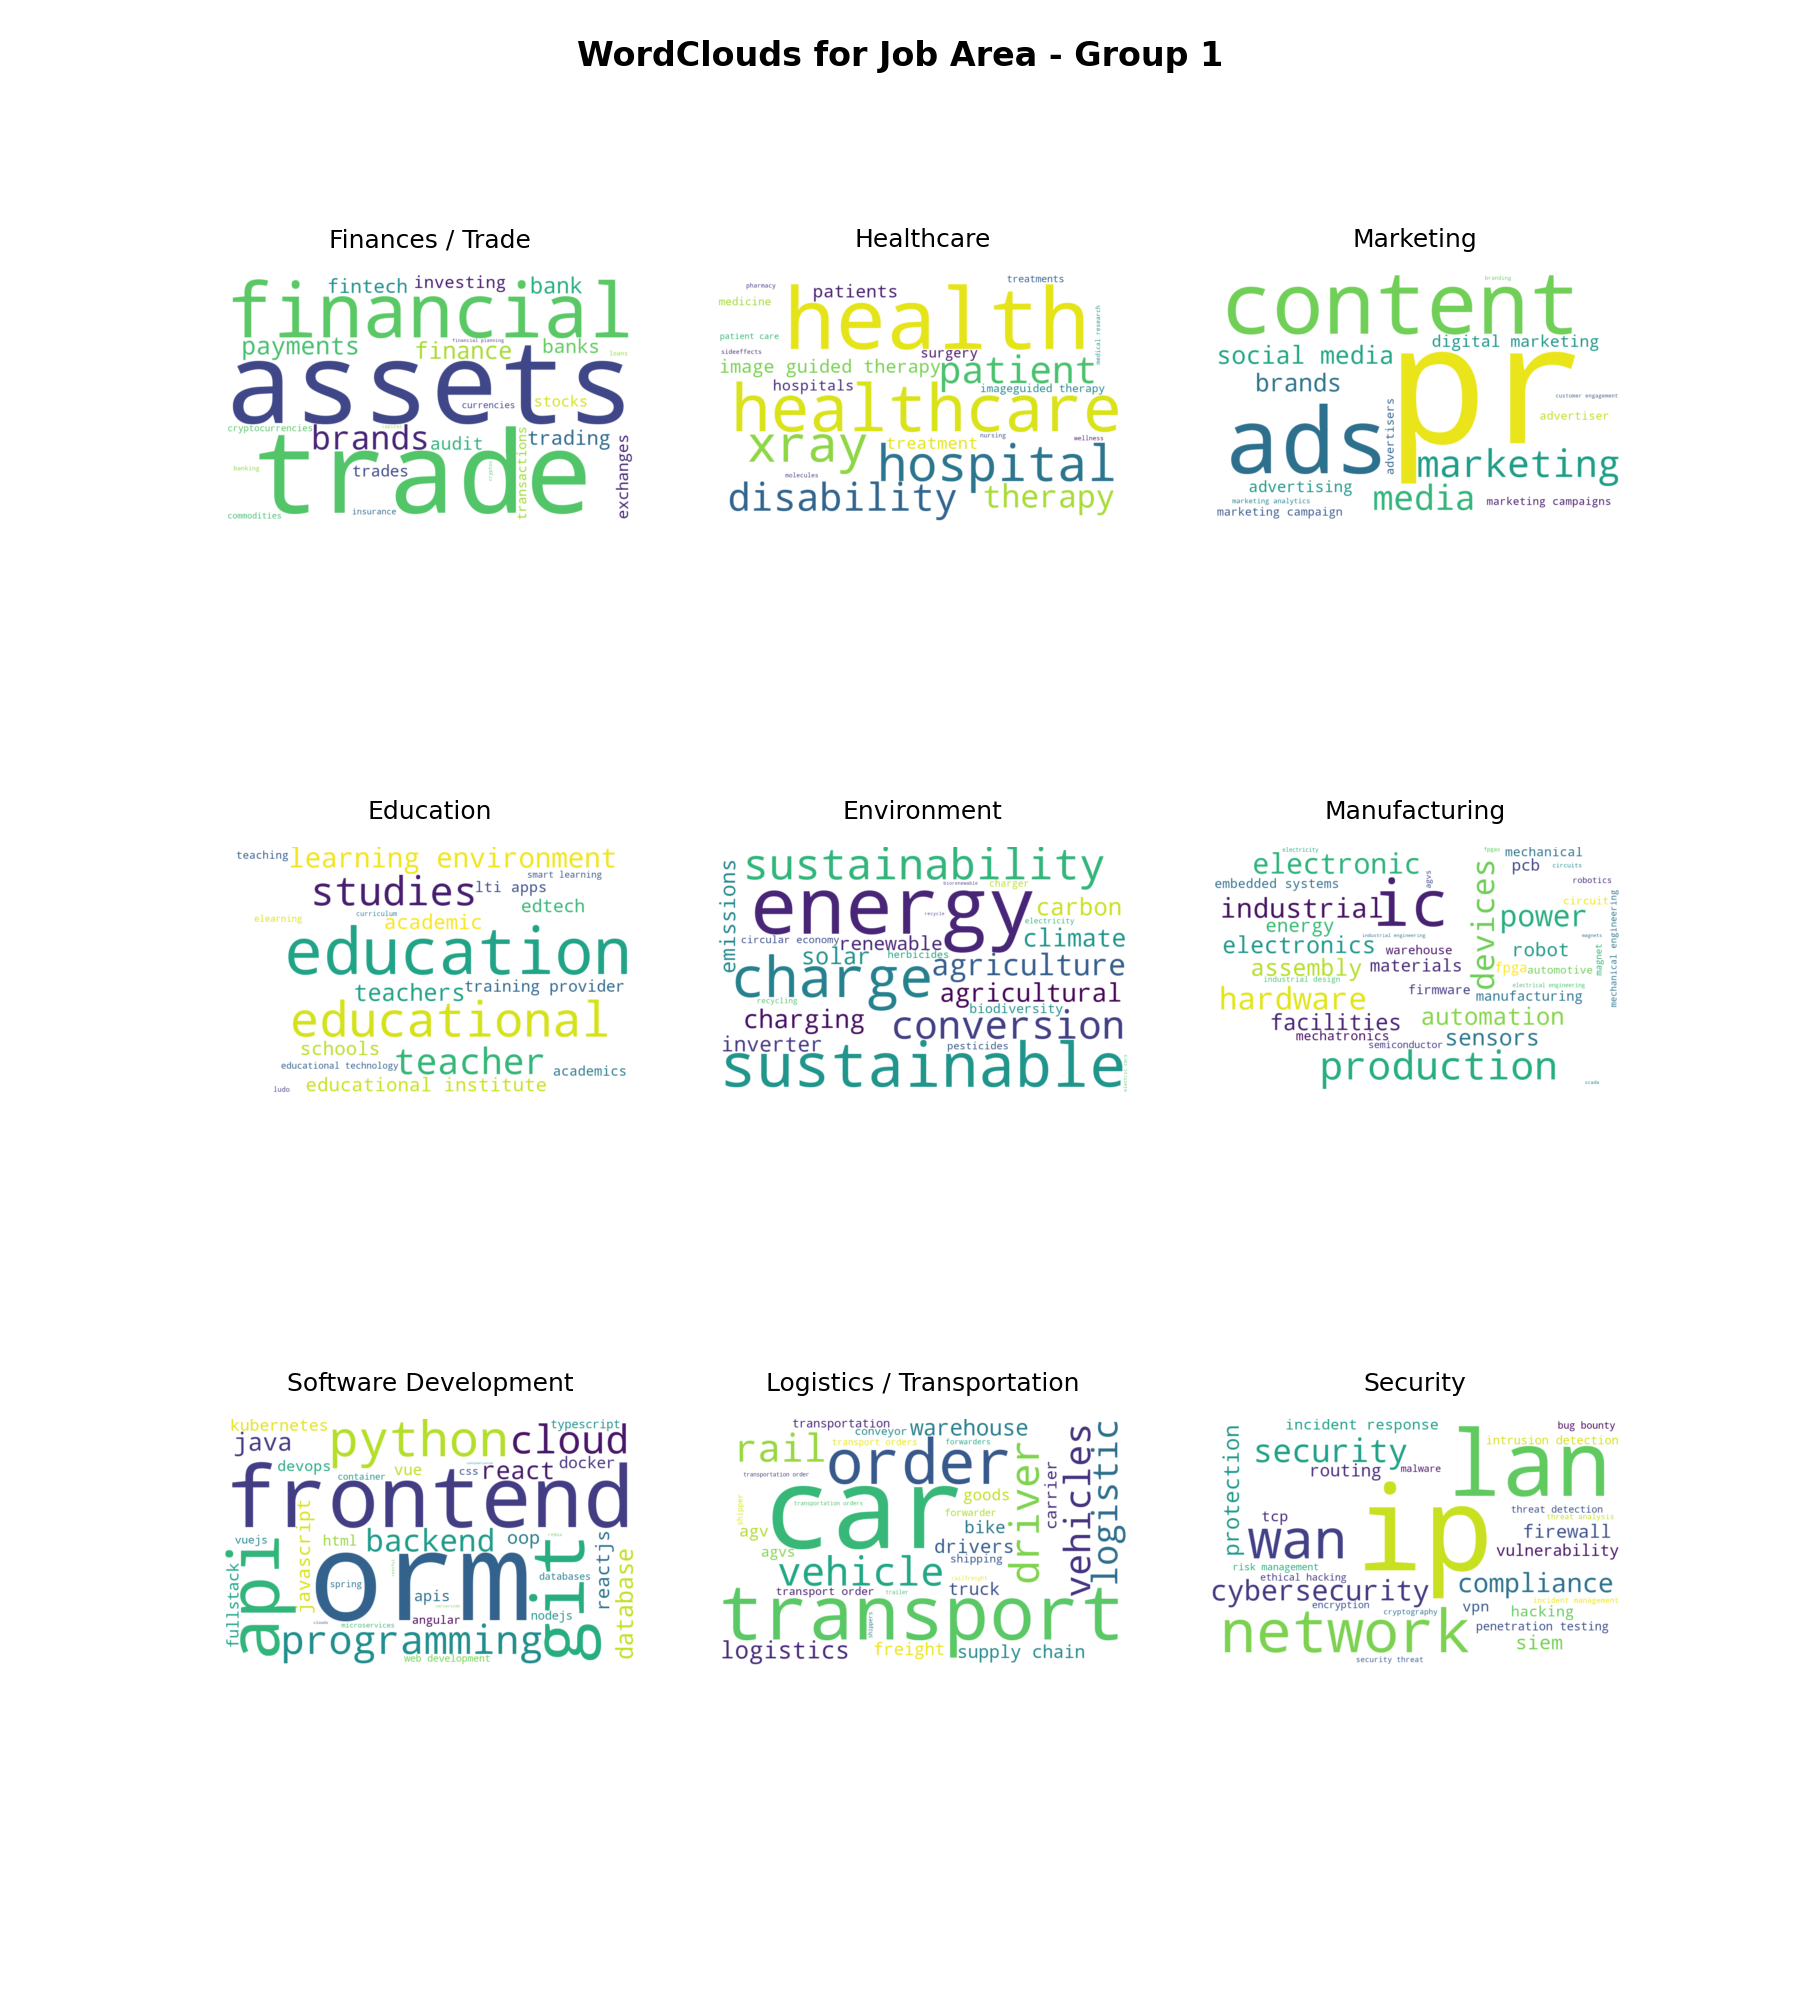 WordClouds for Job Area - Group 1
Finances / Trade
financial
fintech
investing
bank
payments
financial planning
finance
banks
loans
assets
currencies
stocks
cryptocurrencies
brands
audit
trading
trades
trade
transactions
exchanges
banking
commodities
insurance
Healthcare
treatments
pharmacy
patients
medicine
health
medical research
patient care
sideeffects
surgery
image guided therapy
patient
hospitals
imageguided therapy
healthcare
xray
treatment
nursing
wellness
hospital
molecules
disability
therapy
Marketing
branding
content
digital marketing
social media
pr
brands
customer engagement
advertisers
advertiser
ads
marketing
advertising
media
marketing analytics
marketing campaigns
marketing campaign
Education
teaching
learning environment
smart learning
studies
lti apps
edtech
curriculum
elearning
academic
education
teachers
training provider
educational
schools
teacher
educational technology
academics
educational institute
ludo
Environment
sustainability
emissions
biorenewable
charger
energy
carbon
recycle
electricity
circular economy
renewable
climate
solar
herbicides
charge
agriculture
agricultural
recycling
biodiversity
charging
conversion
inverter
pesticides
sustainable
Manufacturing
electricity
fpgas
mechanical
electronic
pcb
circuits
embedded systems
agvs
robotics
industrial
ic
devices
circuit
mechanical engineering
energy
power
industrial engineering
magnets
electronics
warehouse
robot
assembly
materials
fpga
automotive
magnet
industrial design
electrical engineering
hardware
firmware
manufacturing
facilities
automation
mechatronics
semiconductor
sensors
production
scada
Software Development
kubernetes
python
typescript
java
cloud
devops
container
vue
css
react
docker
frontend
javascript
vuejs
html
backend
oop
redux
reactjs
api
orm
git
databases
database
spring
apis
fullstack
clouds
microservices
angular
nodejs
programming
web development
Logistics / Transportation
transportation
conveyor
warehouse
rail
transport orders
forwarders
order
driver
vehicles
logistic
transportation order
car
carrier
shipper
transportation orders
goods
forwarder
agv
bike
agvs
drivers
shipping
vehicle
railfreight
transport order
trailer
truck
transport
shippers
logistics
freight
supply chain
Security
incident response
bug bounty
protection
security
lan
intrusion detection
routing
malware
ip
threat detection
tcp
threat analysis
wan
firewall
vulnerability
risk management
ethical hacking
cybersecurity
compliance
encryption
cryptography
vpn
incident management
hacking
network
penetration testing
siem
security threat